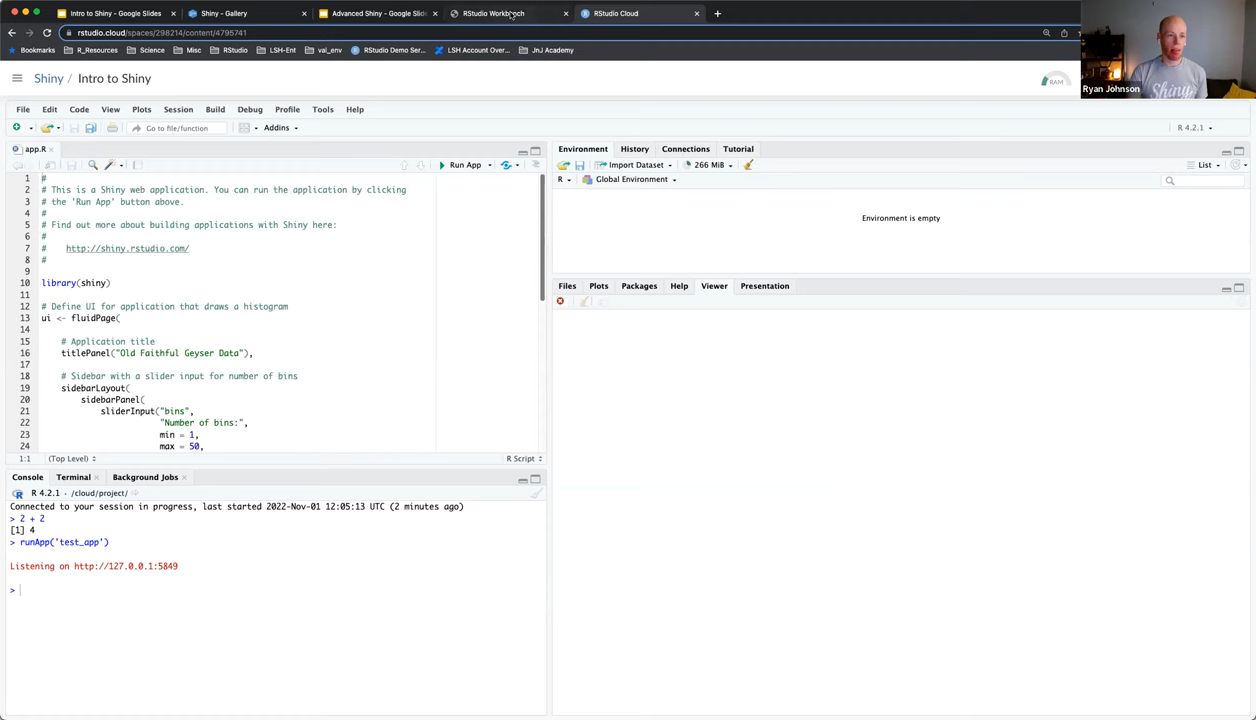 Intro to Shiny - Google Slides
Shiny - Gallery
Advanced Shiny - Google Slide
RStudio Workbench
RStudio Cloud
rstudio.cloud/spaces/298214/content/4795741
Bookmarks
R_Resources
Science
Misc
RStudio
LSH-Ent
val_env
RStudio Demo Ser...
LSH Account Over...
JnJ Academy
Shiny
Ryan Johnson
Shiny / Intro to Shiny
RAM
File Edit Code View Plots Session Build Debug Profile Tools Help
Go to file/function
Addins
R 4.2.1
app.R
Run App
1 #
2 # This is a Shiny web application. You can run the application by clicking
3 # the 'Run App' button above.
4 #
5 # Find out more about building applications with Shiny here:
6 #
7 #    http://shiny.rstudio.com/
8 #
9
10 library(shiny)
11
12 # Define UI for application that draws a histogram
13 ui <- fluidPage(
14
15     # Application title
16     titlePanel("Old Faithful Geyser Data"),
17
18     # Sidebar with a slider input for number of bins
19     sidebarLayout(
20         sidebarPanel(
21             sliderInput("bins",
22                         "Number of bins:",
23                         min = 1,
24                         max = 50,
1:1 (Top Level) R Script
Console Terminal Background Jobs
R 4.2.1 · /cloud/project/
Connected to your session in progress, last started 2022-Nov-01 12:05:13 UTC (2 minutes ago)
> 2 + 2
[1] 4
> runApp('test_app')
Listening on http://127.0.0.1:5849
>
Environment History Connections Tutorial
Import Dataset 266 MiB List
R Global Environment
Environment is empty
Files Plots Packages Help Viewer Presentation